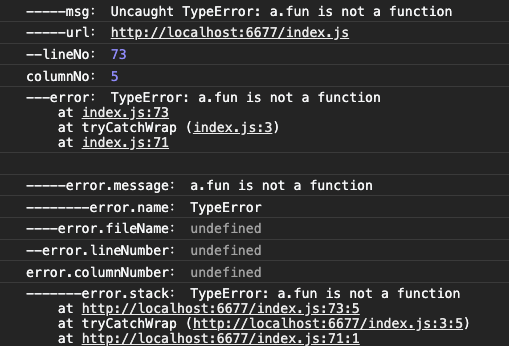 -----msg: Uncaught TypeError: a.fun is not a function
-----url: http://localhost:6677/index.js
--lineNo: 73
columnNo: 5
---error: TypeError: a.fun is not a function
at index.js:73
at tryCatchWrap (index.js:3)
at index.js:71
-----error.message: a.fun is not a function
--------error.name: TypeError
----error.fileName: undefined
--error.lineNumber: undefined
error.columnNumber: undefined
-------error.stack: TypeError: a.fun is not a function
at http://localhost:6677/index.js:73:5
at tryCatchWrap (http://localhost:6677/index.js:3:5)
at http://localhost:6677/index.js:71:1